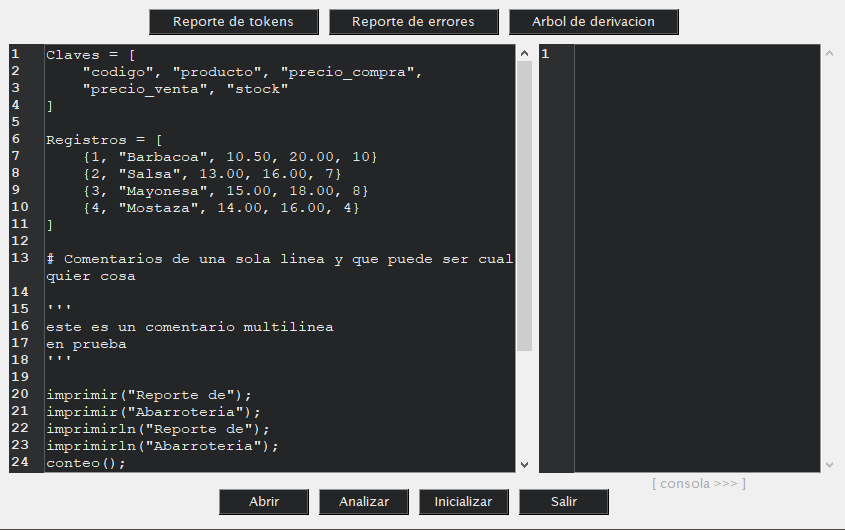 Reporte de tokens
Reporte de errores
Arbol de derivacion
1 Claves = [
2 "codigo", "producto", "precio_compra",
3 "precio_venta", "stock"
4 ]
5
6 Registros = [
7 {1, "Barbacoa", 10.50, 20.00, 10}
8 {2, "Salsa", 13.00, 16.00, 7}
9 {3, "Mayonesa", 15.00, 18.00, 8}
10 {4, "Mostaza", 14.00, 16.00, 4}
11 ]
12
13 # Comentarios de una sola linea y que puede ser cual
quier cosa
14
15 '''
16 este es un comentario multilinea
17 en prueba
18 '''
19
20 imprimir("Reporte de");
21 imprimir("Abarroteria");
22 imprimirln("Reporte de");
23 imprimirln("Abarroteria");
24 conteo();
1
[ consola >>> ]
Abrir
Analizar
Inicializar
Salir